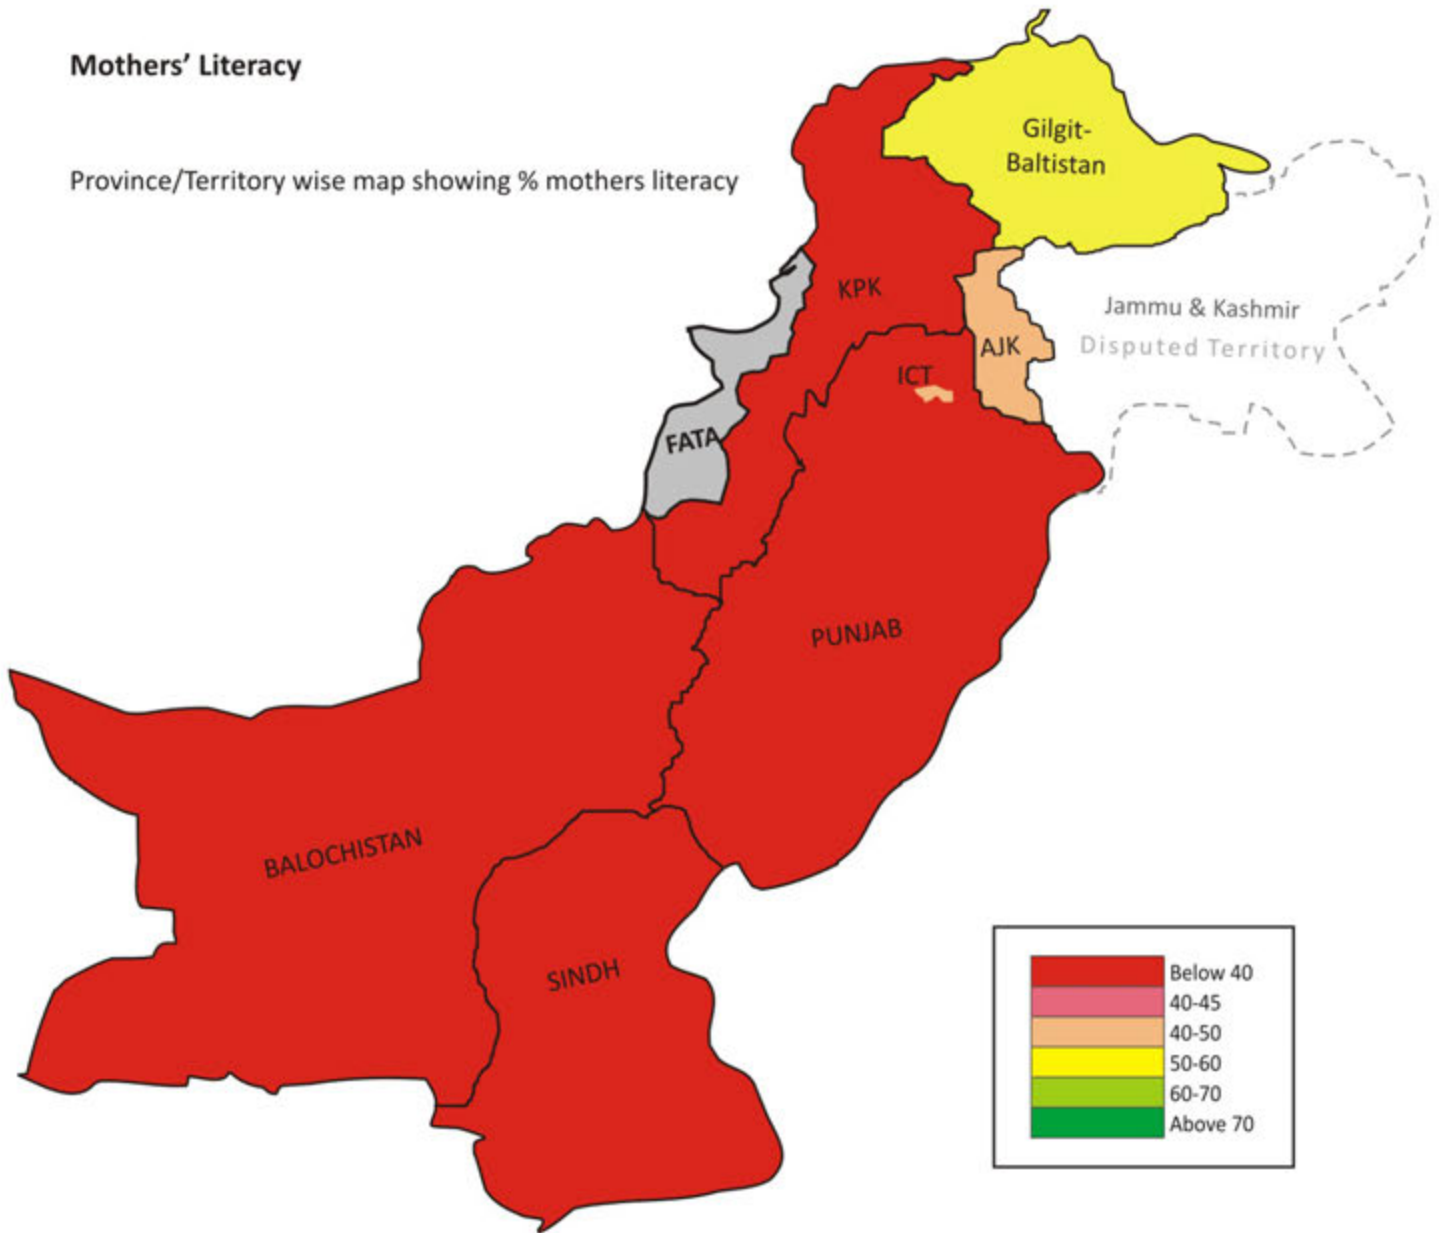 Mothers’ Literacy
Province/Territory wise map showing % mothers literacy
Gilgit-
Baltistan
KPK
Jammu & Kashmir
Disputed Territory
AJK
ICT
FATA
PUNJAB
BALOCHISTAN
SINDH
Below 40
40-45
40-50
50-60
60-70
Above 70